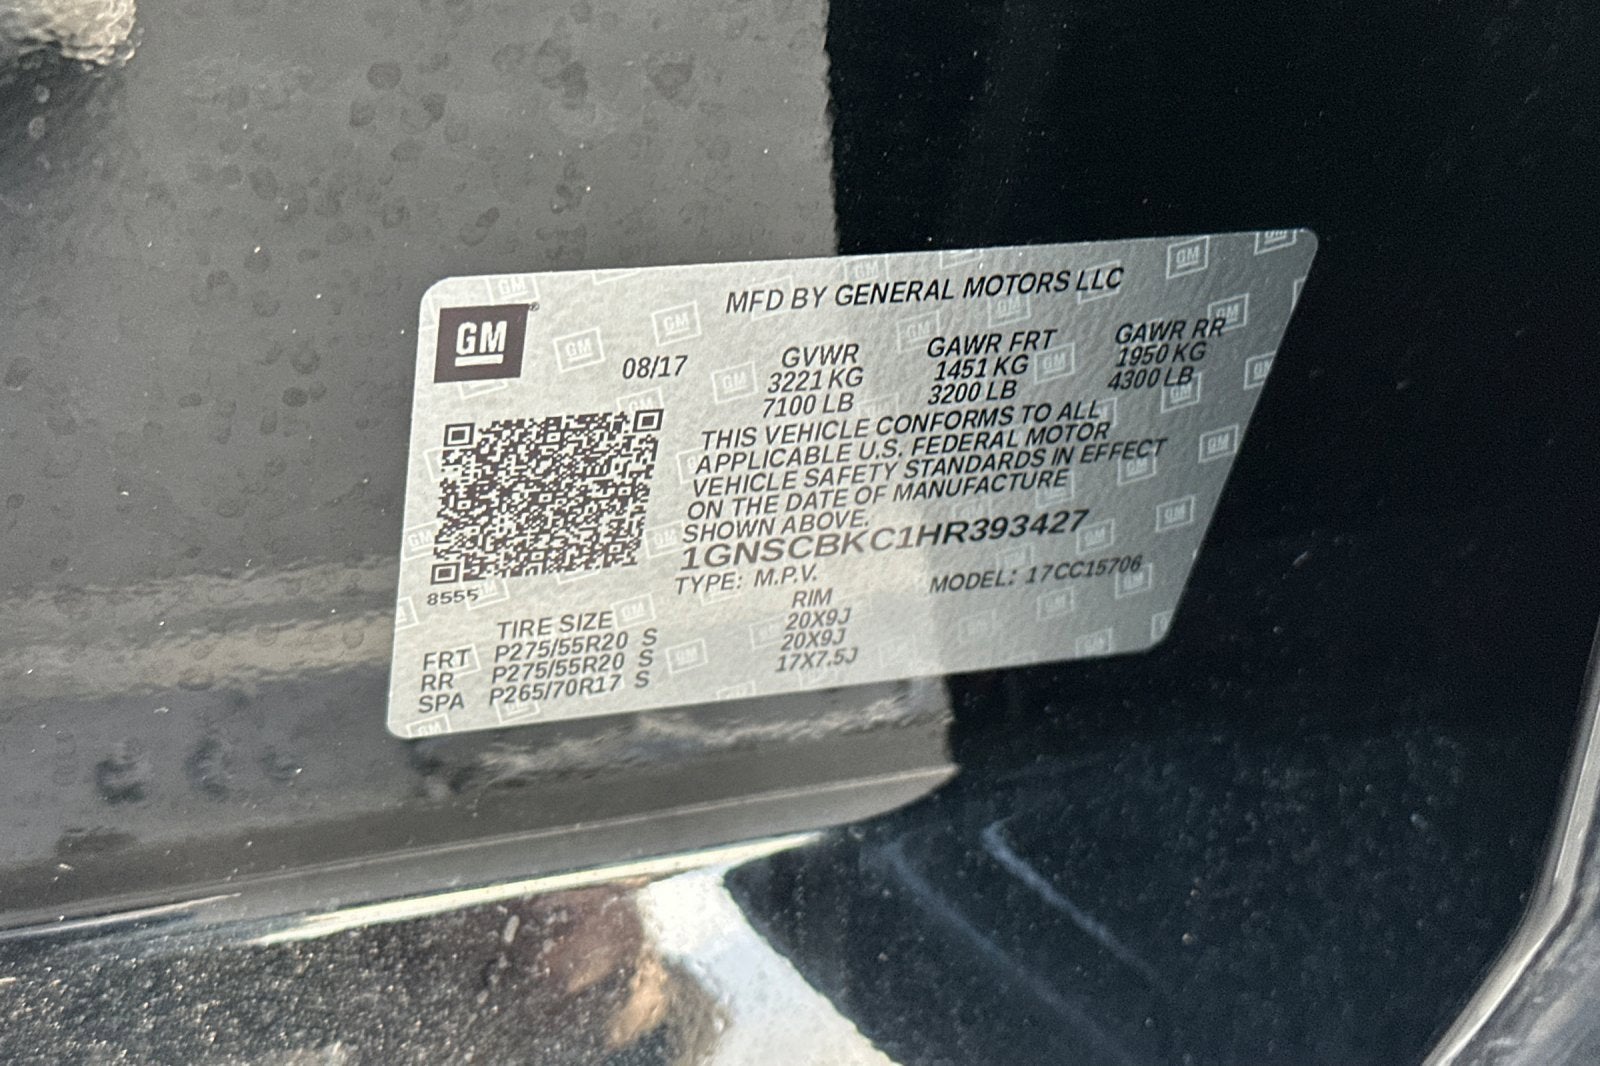 MFD BY GENERAL MOTORS LLC
GM
08/17
GVWR
3221 KG
7100 LB
GAWR FRT
1451 KG
3200 LB
GAWR RR
1950 KG
4300 LB
THIS VEHICLE CONFORMS TO ALL
APPLICABLE U.S. FEDERAL MOTOR
VEHICLE SAFETY STANDARDS IN EFFECT
ON THE DATE OF MANUFACTURE
SHOWN ABOVE.
1GNSCBKC1HR393427
TYPE: M.P.V.
MODEL: 17CC15706
8555
TIRE SIZE RIM
FRT P275/55R20 S 20X9J
RR P275/55R20 S 20X9J
SPA P265/70R17 S 17X7.5J